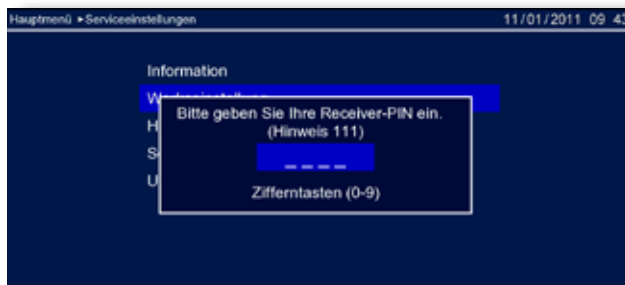 Hauptmenü ►Serviceeinstellungen
11/01/2011 09 43
Information
Bitte geben Sie Ihre Receiver-PIN ein.
(Hinweis 111)
_ _ _ _
Zifferntasten (0-9)